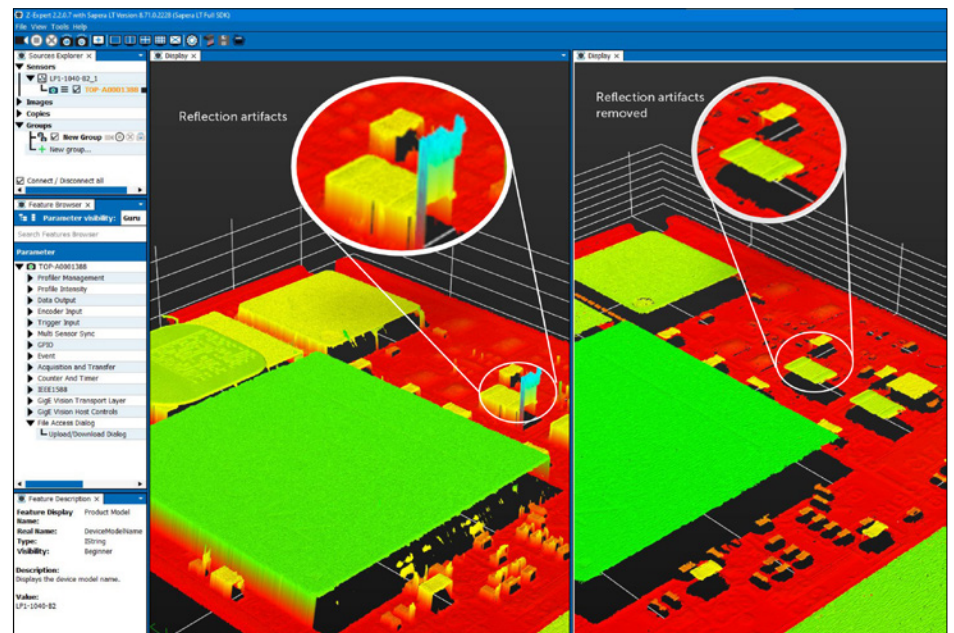 Z-Expert 2.2.0.7 with Sapera LT Version 8.71.0.2228 (Sapera LT Full SDK)
File View Tools Help
Sources Explorer
Sensors
LP1-1040-82_1
TOP-A0001388
Images
Copies
Groups
New Group
New group...
Connect / Disconnect all
Feature Browser
Parameter visibility: Guru
Search Features Browser
Parameter
TOP-A0001388
Profiler Management
Profile Intensity
Data Output
Encoder Input
Trigger Input
Multi Sensor Sync
GPIO
Event
Acquisition and Transfer
Counter And Timer
IEEE1588
GigE Vision Transport Layer
GigE Vision Host Controls
File Access Dialog
Upload/Download Dialog
Feature Description
Feature Display Name: Product Model
Real Name: DeviceModelName
Type: IString
Visibility: Beginner
Description:
Displays the device model name.
Value:
LP1-1040-82
Display
Reflection artifacts
Display
Reflection artifacts
removed